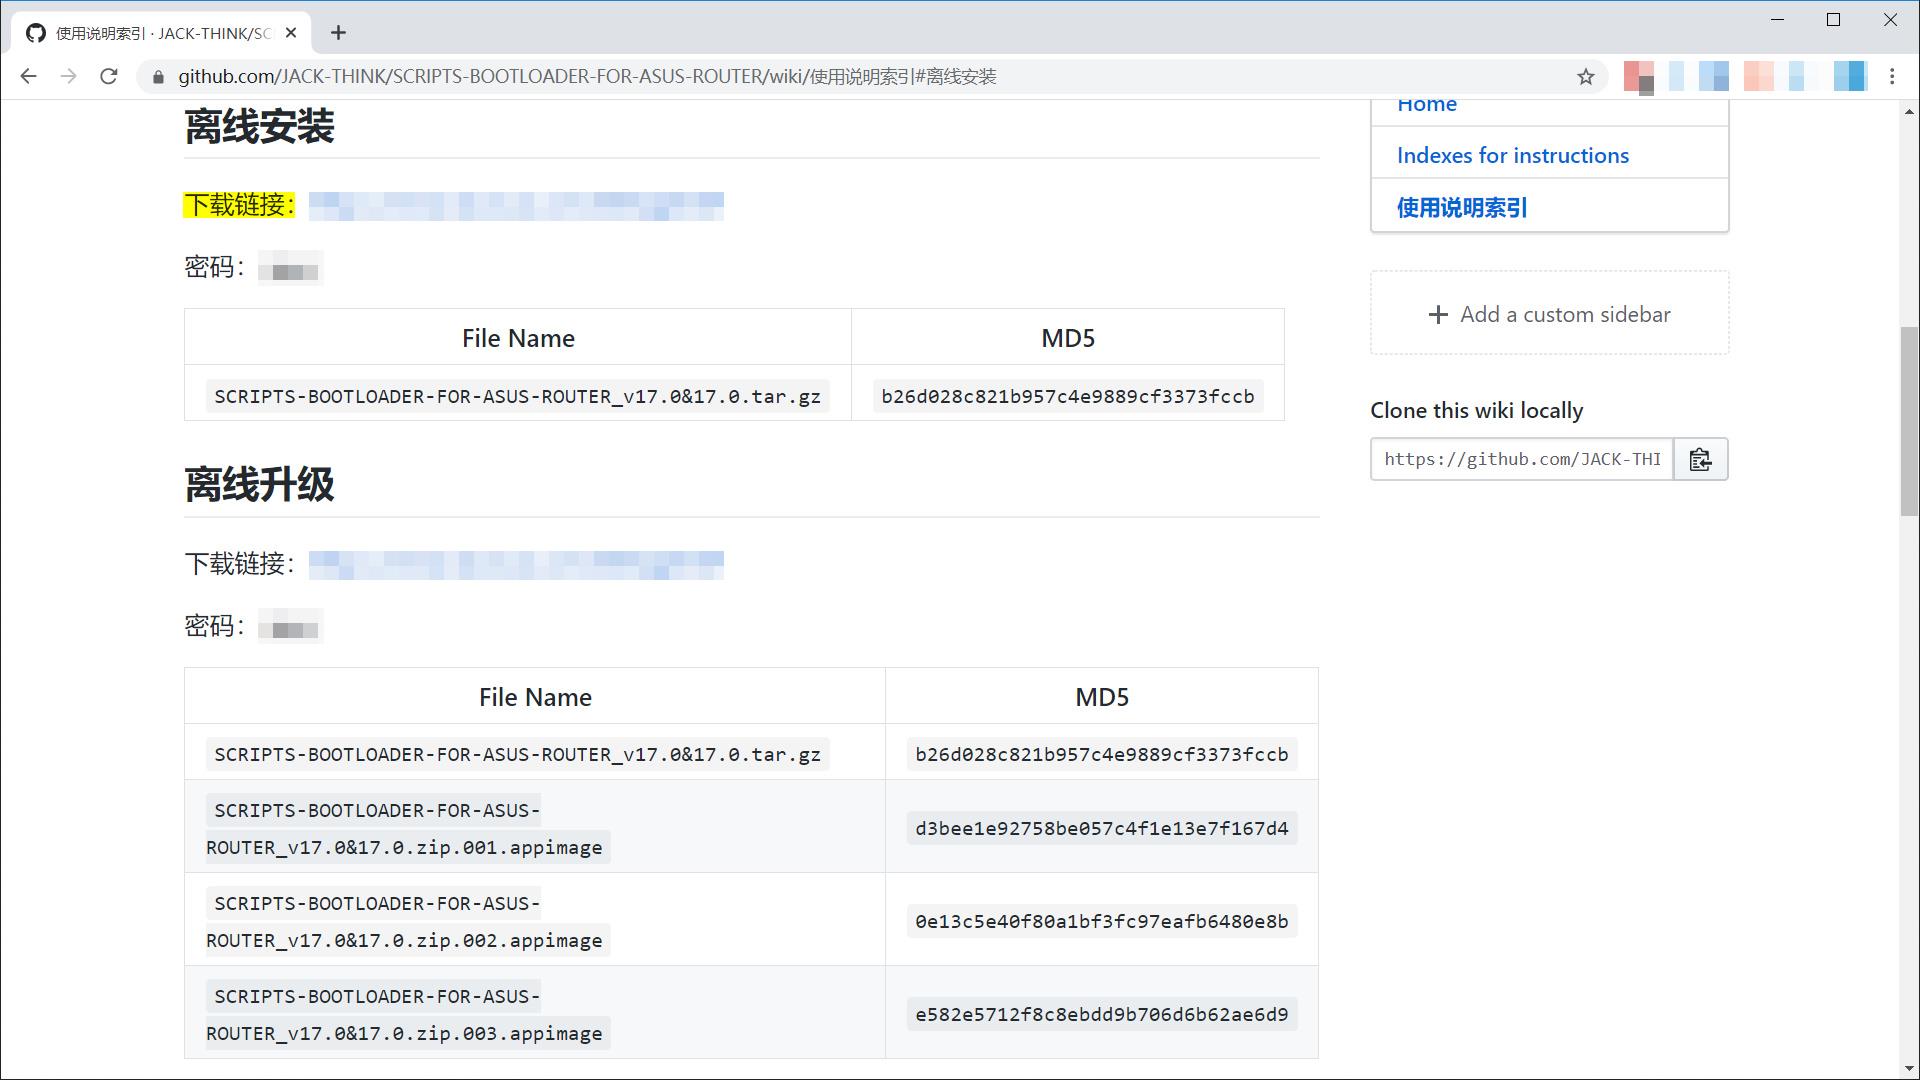 使用说明索引 · JACK-THINK/SC
github.com/JACK-THINK/SCRIPTS-BOOTLOADER-FOR-ASUS-ROUTER/wiki/使用说明索引#离线安装
离线安装
下载链接：
密码：
File Name MD5
SCRIPTS-BOOTLOADER-FOR-ASUS-ROUTER_v17.0&17.0.tar.gz b26d028c821b957c4e9889cf3373fccb
离线升级
下载链接：
密码：
File Name MD5
SCRIPTS-BOOTLOADER-FOR-ASUS-ROUTER_v17.0&17.0.tar.gz b26d028c821b957c4e9889cf3373fccb
SCRIPTS-BOOTLOADER-FOR-ASUS-
ROUTER_v17.0&17.0.zip.001.appimage d3bee1e92758be057c4f1e13e7f167d4
SCRIPTS-BOOTLOADER-FOR-ASUS-
ROUTER_v17.0&17.0.zip.002.appimage 0e13c5e40f80a1bf3fc97eafb6480e8b
SCRIPTS-BOOTLOADER-FOR-ASUS-
ROUTER_v17.0&17.0.zip.003.appimage e582e5712f8c8ebdd9b706d6b62ae6d9
Home
Indexes for instructions
使用说明索引
Add a custom sidebar
Clone this wiki locally
https://github.com/JACK-THI